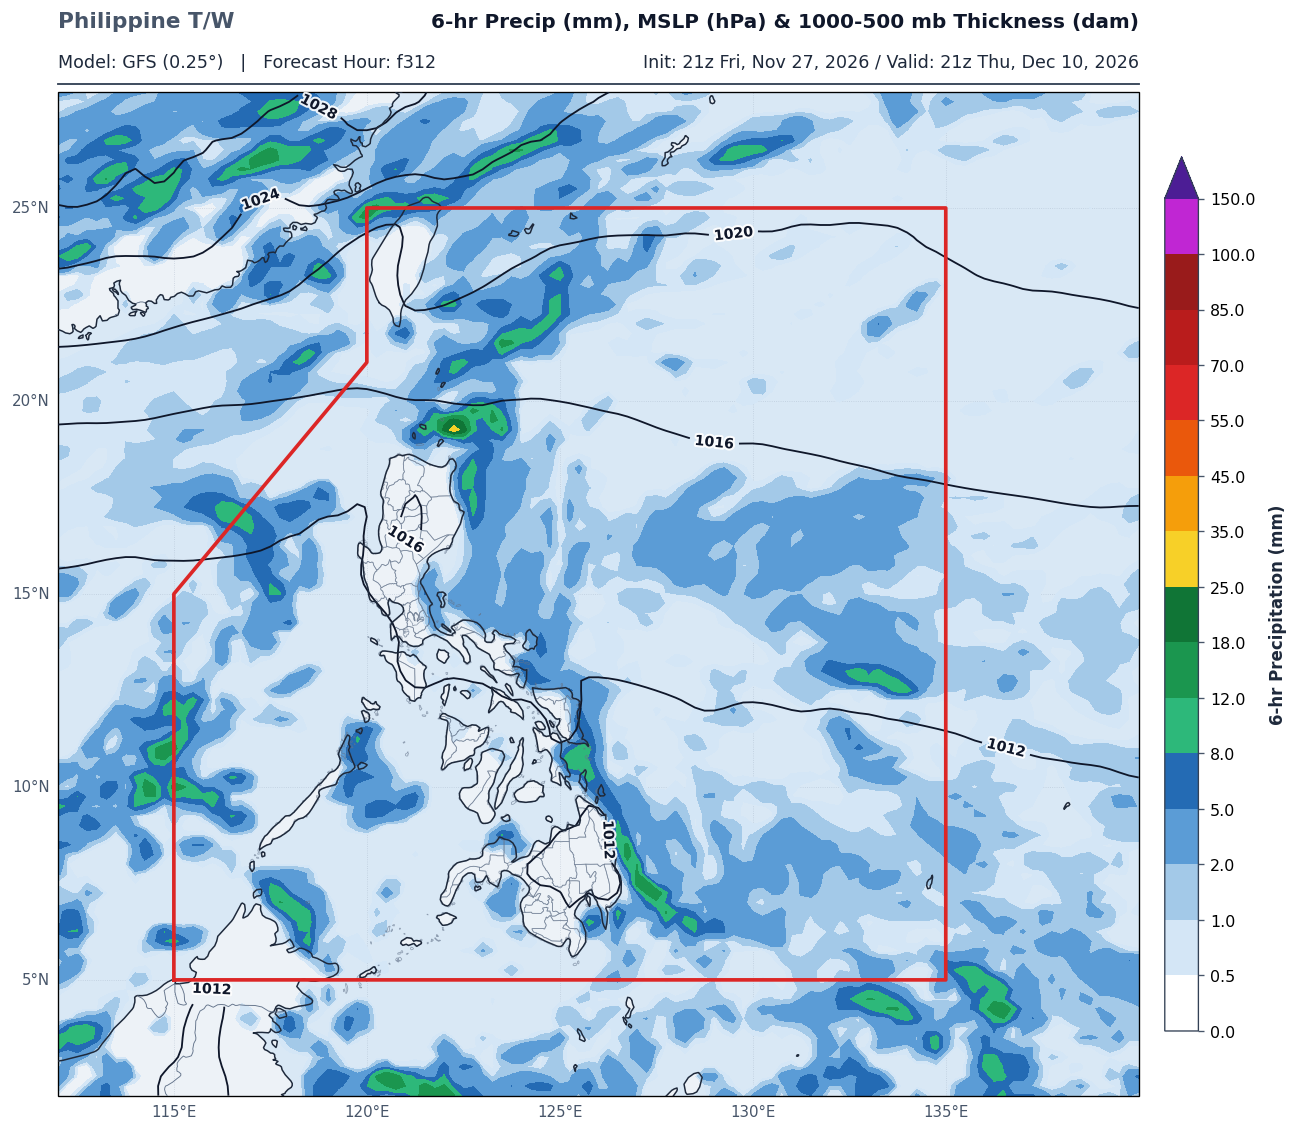 Philippine T/W
6-hr Precip (mm), MSLP (hPa) & 1000-500 mb Thickness (dam)
Model: GFS (0.25°) | Forecast Hour: f312
Init: 21z Fri, Nov 27, 2026 / Valid: 21z Thu, Dec 10, 2026
1028
1024
1020
1016
1016
1012
1012
1012
25°N
20°N
15°N
10°N
5°N
115°E
120°E
125°E
130°E
135°E
150.0
100.0
85.0
70.0
55.0
45.0
35.0
25.0
18.0
12.0
8.0
5.0
2.0
1.0
0.5
0.0
6-hr Precipitation (mm)